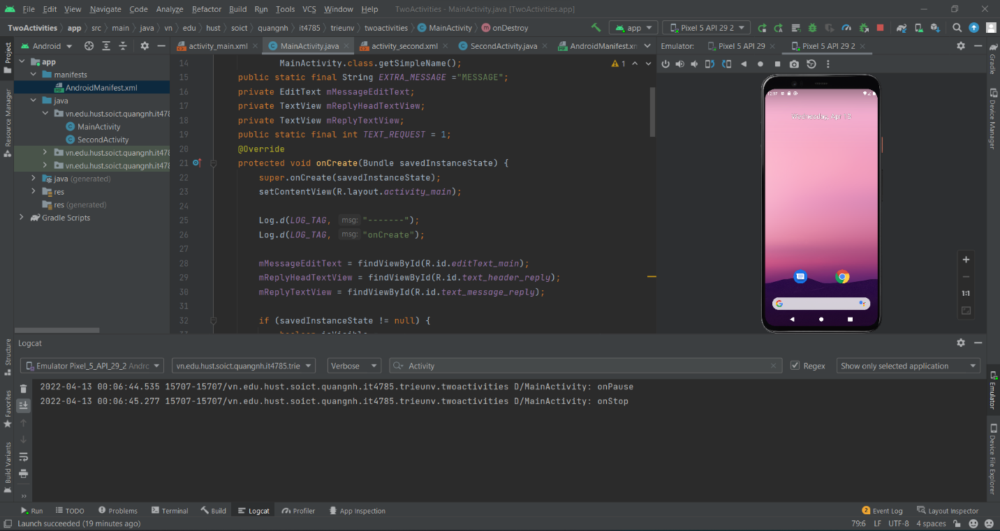 File Edit View Navigate Code Analyze Refactor Build Run Tools VCS Window Help TwoActivities - MainActivity.java [TwoActivities.app]
TwoActivities app src main java vn edu hust soict quangnh it4785 trieunv twoactivities MainActivity onDestroy app Pixel 5 API 29 2
Android
activity_main.xml MainActivity.java activity_second.xml SecondActivity.java AndroidManifest.xm
Emulator: Pixel 5 API 29 Pixel 5 API 29 2
Project
Resource Manager
Structure
Favorites
Build Variants
app
manifests
AndroidManifest.xml
java
vn.edu.hust.soict.quangnh.it478
MainActivity
SecondActivity
vn.edu.hust.soict.quangnh.it478
vn.edu.hust.soict.quangnh.it478
java (generated)
res
res (generated)
Gradle Scripts
1
14 MainActivity.class.getSimpleName();
15 public static final String EXTRA_MESSAGE ="MESSAGE";
16 private EditText mMessageEditText;
17 private TextView mReplyHeadTextView;
18 private TextView mReplyTextView;
19 public static final int TEXT_REQUEST = 1;
20 @Override
21 protected void onCreate(Bundle savedInstanceState) {
22 super.onCreate(savedInstanceState);
23 setContentView(R.layout.activity_main);
24
25 Log.d(LOG_TAG, msg: "-------");
26 Log.d(LOG_TAG, msg: "onCreate");
27
28 mMessageEditText = findViewById(R.id.editText_main);
29 mReplyHeadTextView = findViewById(R.id.text_header_reply);
30 mReplyTextView = findViewById(R.id.text_message_reply);
31
32 if (savedInstanceState != null) {
12:07
Wednesday, Apr 13
1:1
Gradle
Device Manager
Emulator
Device File Explorer
Logcat
Emulator Pixel_5_API_29_2 Andro vn.edu.hust.soict.quangnh.it4785.trie Verbose Activity Regex Show only selected application
2022-04-13 00:06:44.535 15707-15707/vn.edu.hust.soict.quangnh.it4785.trieunv.twoactivities D/MainActivity: onPause
2022-04-13 00:06:45.277 15707-15707/vn.edu.hust.soict.quangnh.it4785.trieunv.twoactivities D/MainActivity: onStop
Run TODO Problems Terminal Build Logcat Profiler App Inspection 2 Event Log Layout Inspector
Launch succeeded (19 minutes ago) 79:6 LF UTF-8 4 spaces